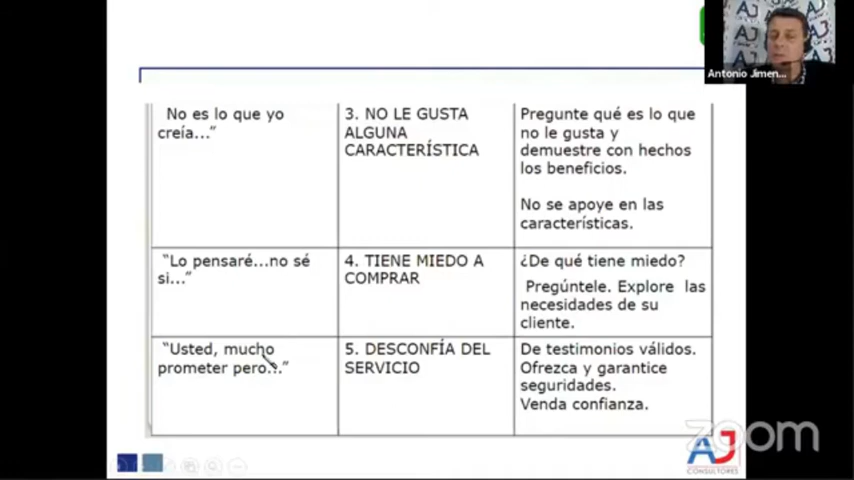 Antonio Jimen...
No es lo que yo
creía...”
3. NO LE GUSTA
ALGUNA
CARACTERÍSTICA
Pregunte qué es lo que
no le gusta y
demuestre con hechos
los beneficios.
No se apoye en las
características.
“Lo pensaré...no sé
si...”
4. TIENE MIEDO A
COMPRAR
¿De qué tiene miedo?
Pregúntele. Explore las
necesidades de su
cliente.
“Usted, mucho
prometer pero...”
5. DESCONFÍA DEL
SERVICIO
De testimonios válidos.
Ofrezca y garantice
seguridades.
Venda confianza.
zoom
AJ
CONSULTORES